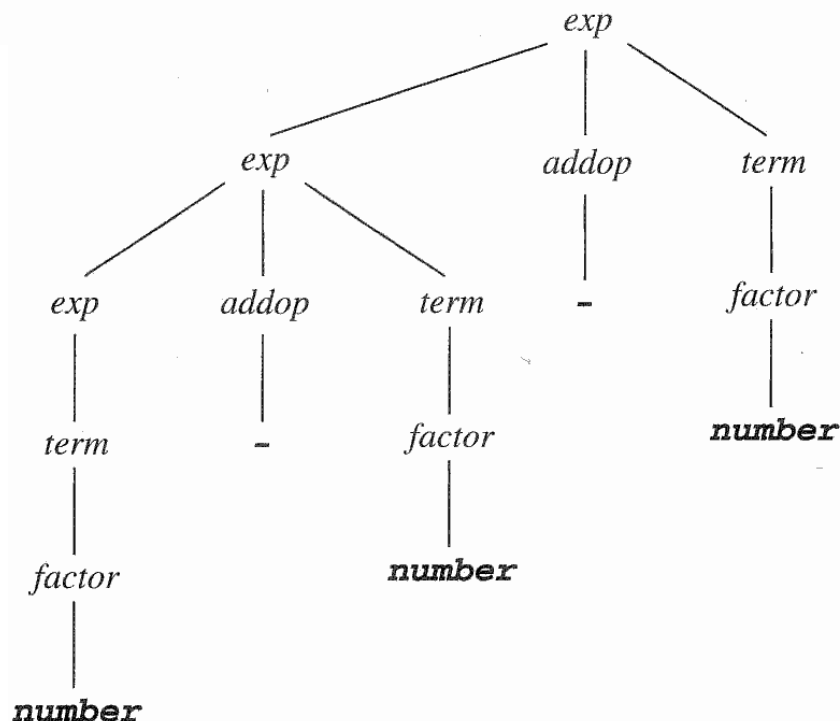 exp
exp addop term
exp addop term - factor
term - factor number
factor number
number